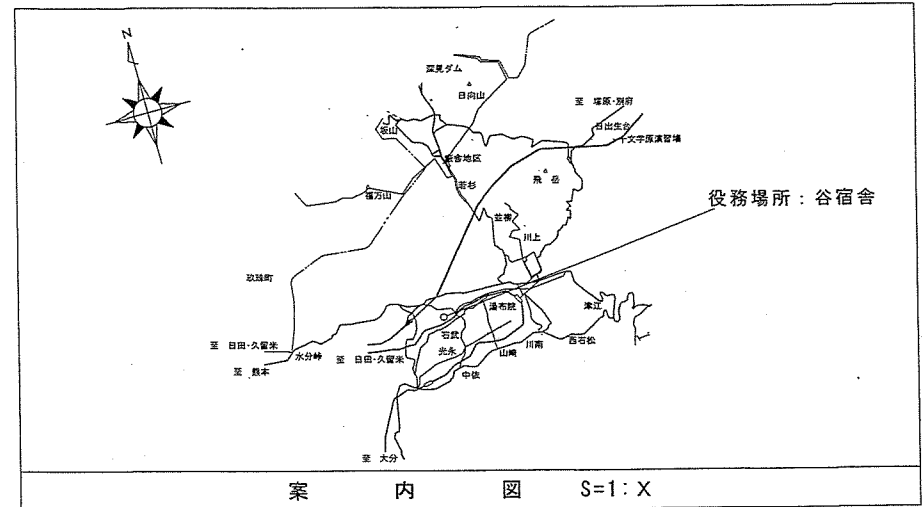 N
深見ダム
日向山
至 塚原・別府
日出生台
十文字原演習場
坂山
廠舎地区
若杉
飛岳
福万山
並柳
川上
役務場所：谷宿舎
玖珠町
湯布院
津江
石武
光永
山崎
川南
西石松
中依
至 日田・久留米
水分峠
至 日田・久留米
至 熊本
至 大分
案内図 S=1:X